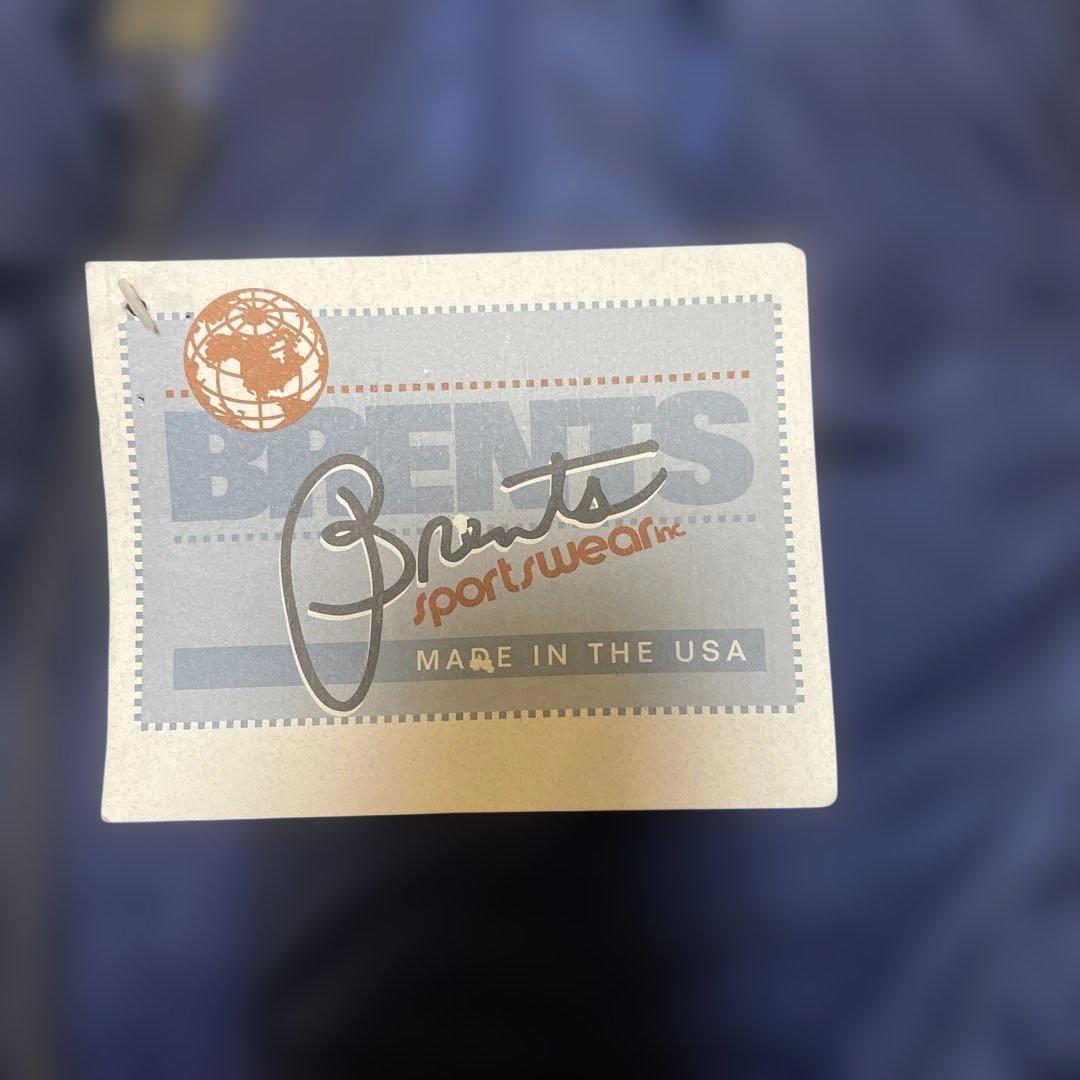 BRENTS
Brents
sportswear inc.
MADE IN THE USA